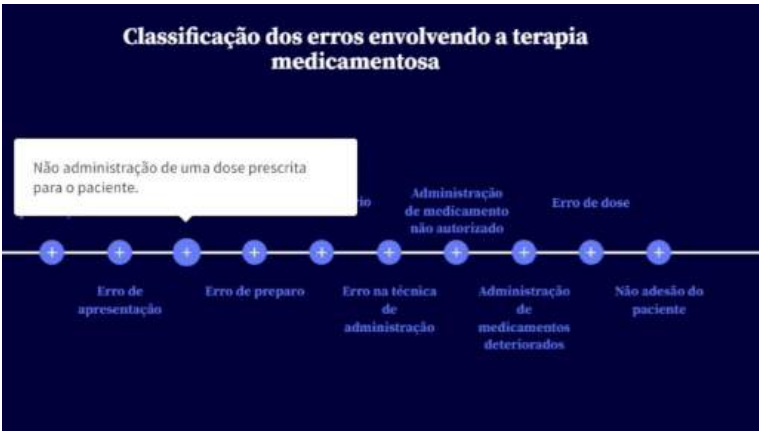 Classificação dos erros envolvendo a terapia
medicamentosa
Não administração de uma dose prescrita
para o paciente.
Administração
de medicamento
não autorizado
Erro de dose
Erro de
apresentação
Erro de preparo
Erro na técnica
de
administração
Administração
de
medicamentos
deteriorados
Não adesão do
paciente